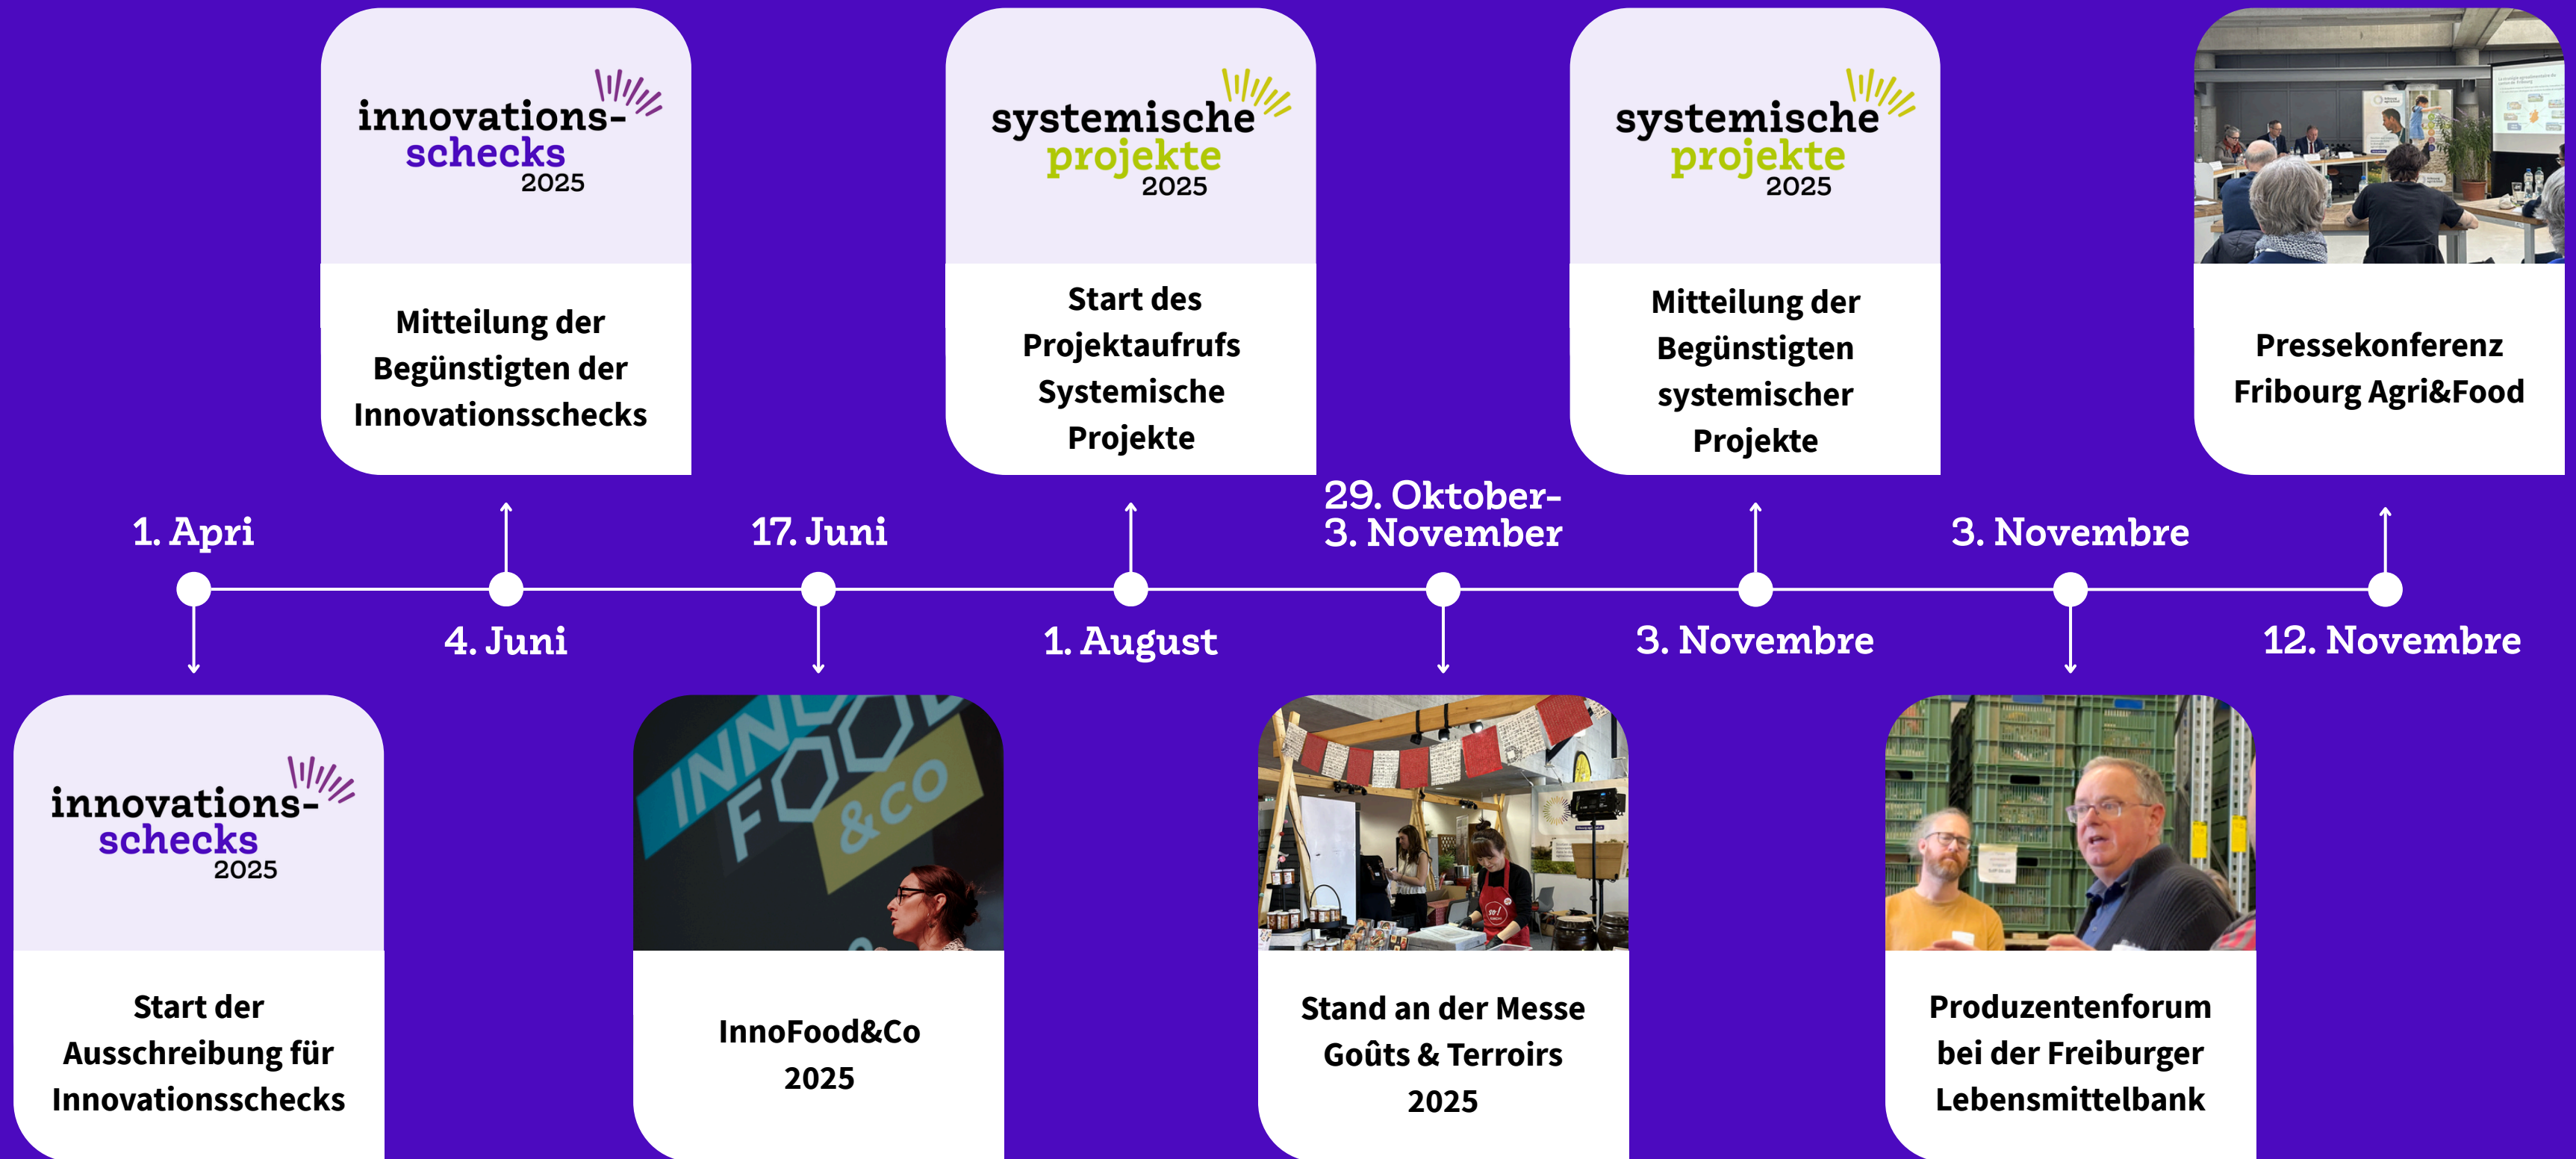 innovations-
schecks
2025
Mitteilung der
Begünstigten der
Innovationsschecks
systemische
projekte
2025
Start des
Projektaufrufs
Systemische
Projekte
systemische
projekte
2025
Mitteilung der
Begünstigten
systemischer
Projekte
Pressekonferenz
Fribourg Agri&Food
1. Apri
4. Juni
17. Juni
1. August
29. Oktober-
3. November
3. Novembre
3. Novembre
12. Novembre
innovations-
schecks
2025
Start der
Ausschreibung für
Innovationsschecks
INNO
FOOD
&CO
InnoFood&Co
2025
Stand an der Messe
Goûts & Terroirs
2025
Produzentenforum
bei der Freiburger
Lebensmittelbank